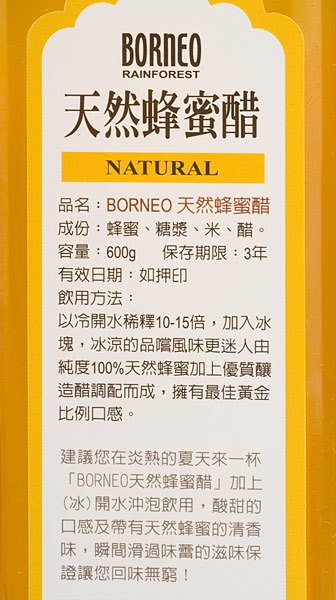 BORNEO
RAINFOREST
天然蜂蜜醋
NATURAL
品名：BORNEO 天然蜂蜜醋
成份：蜂蜜、糖漿、米、醋。
容量：600g 保存期限：3年
有效日期：如押印
飲用方法：
以冷開水稀釋10-15倍，加入冰
塊，冰涼的品嚐風味更迷人由
純度100%天然蜂蜜加上優質釀
造醋調配而成，擁有最佳黃金
比例口感。
建議您在炎熱的夏天來一杯
「BORNEO天然蜂蜜醋」加上
(冰)開水沖泡飲用，酸甜的
口感及帶有天然蜂蜜的清香
味，瞬間滑過味蕾的滋味保
證讓您回味無窮！